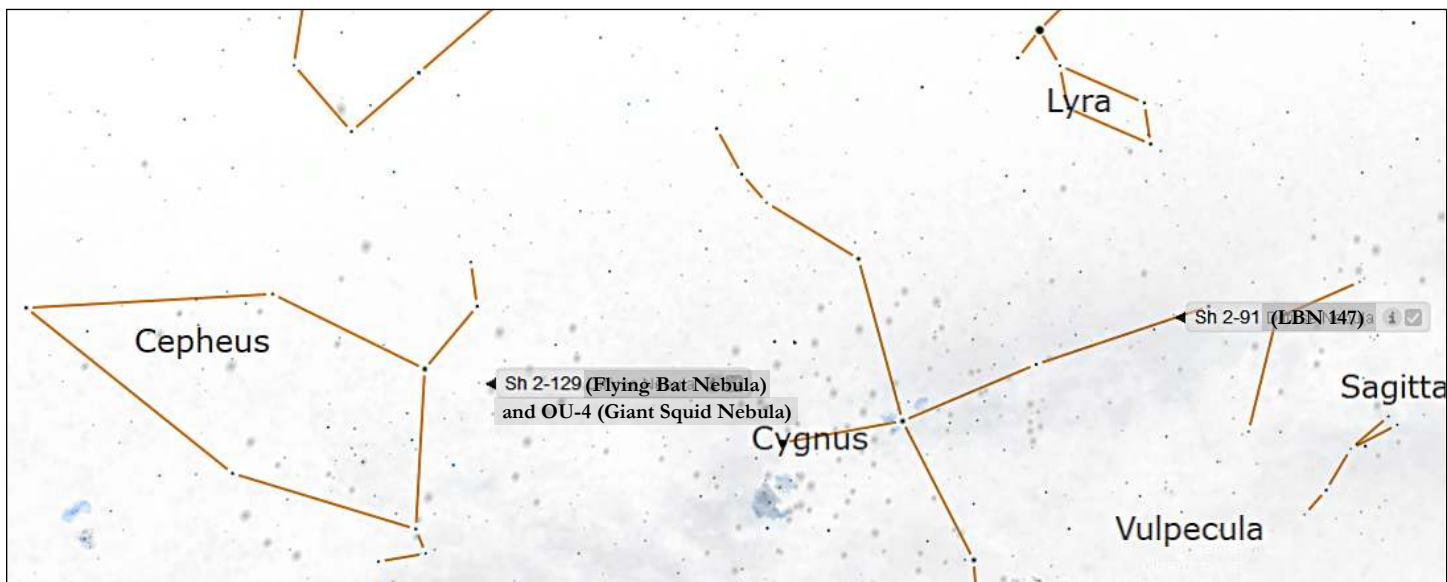 Lyra
Cepheus
Sh 2-91 (LBN 147)
Sh 2-129 (Flying Bat Nebula)
and OU-4 (Giant Squid Nebula)
Sagitta
Cygnus
Vulpecula